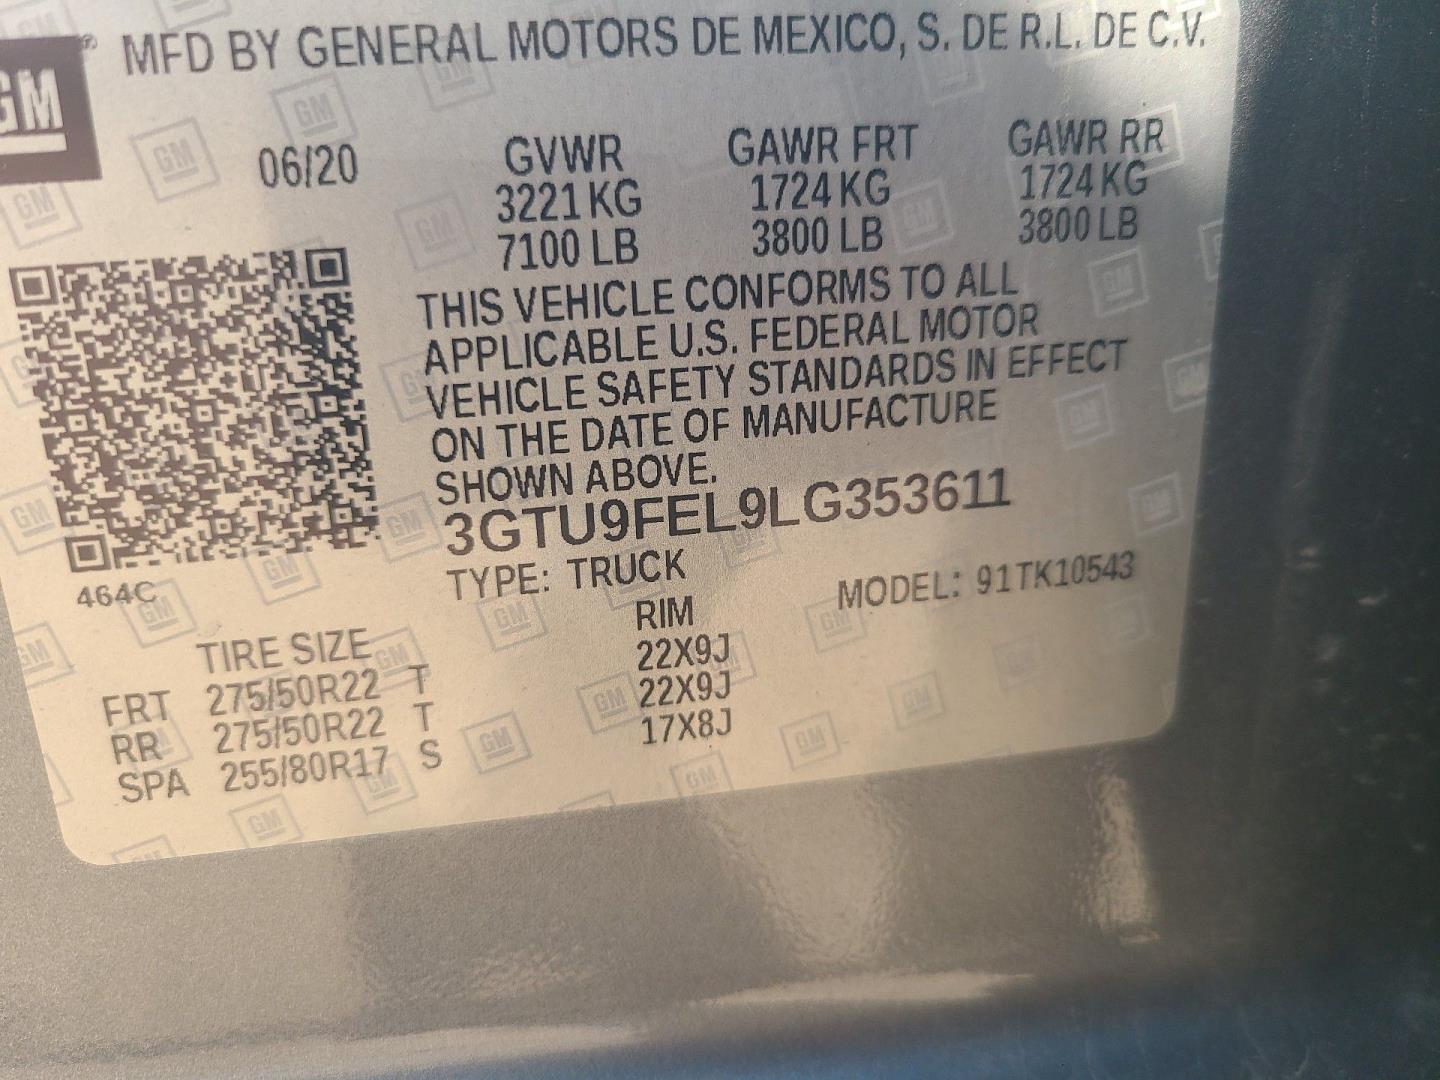 GM
MFD BY GENERAL MOTORS DE MEXICO, S. DE R.L. DE C.V.
06/20 GVWR GAWR FRT GAWR RR
3221 KG 1724 KG 1724 KG
7100 LB 3800 LB 3800 LB
THIS VEHICLE CONFORMS TO ALL
APPLICABLE U.S. FEDERAL MOTOR
VEHICLE SAFETY STANDARDS IN EFFECT
ON THE DATE OF MANUFACTURE
SHOWN ABOVE.
3GTU9FEL9LG353611
464C TYPE: TRUCK MODEL: 91TK10543
TIRE SIZE RIM
FRT 275/50R22 T 22X9J
RR 275/50R22 T 22X9J
SPA 255/80R17 S 17X8J